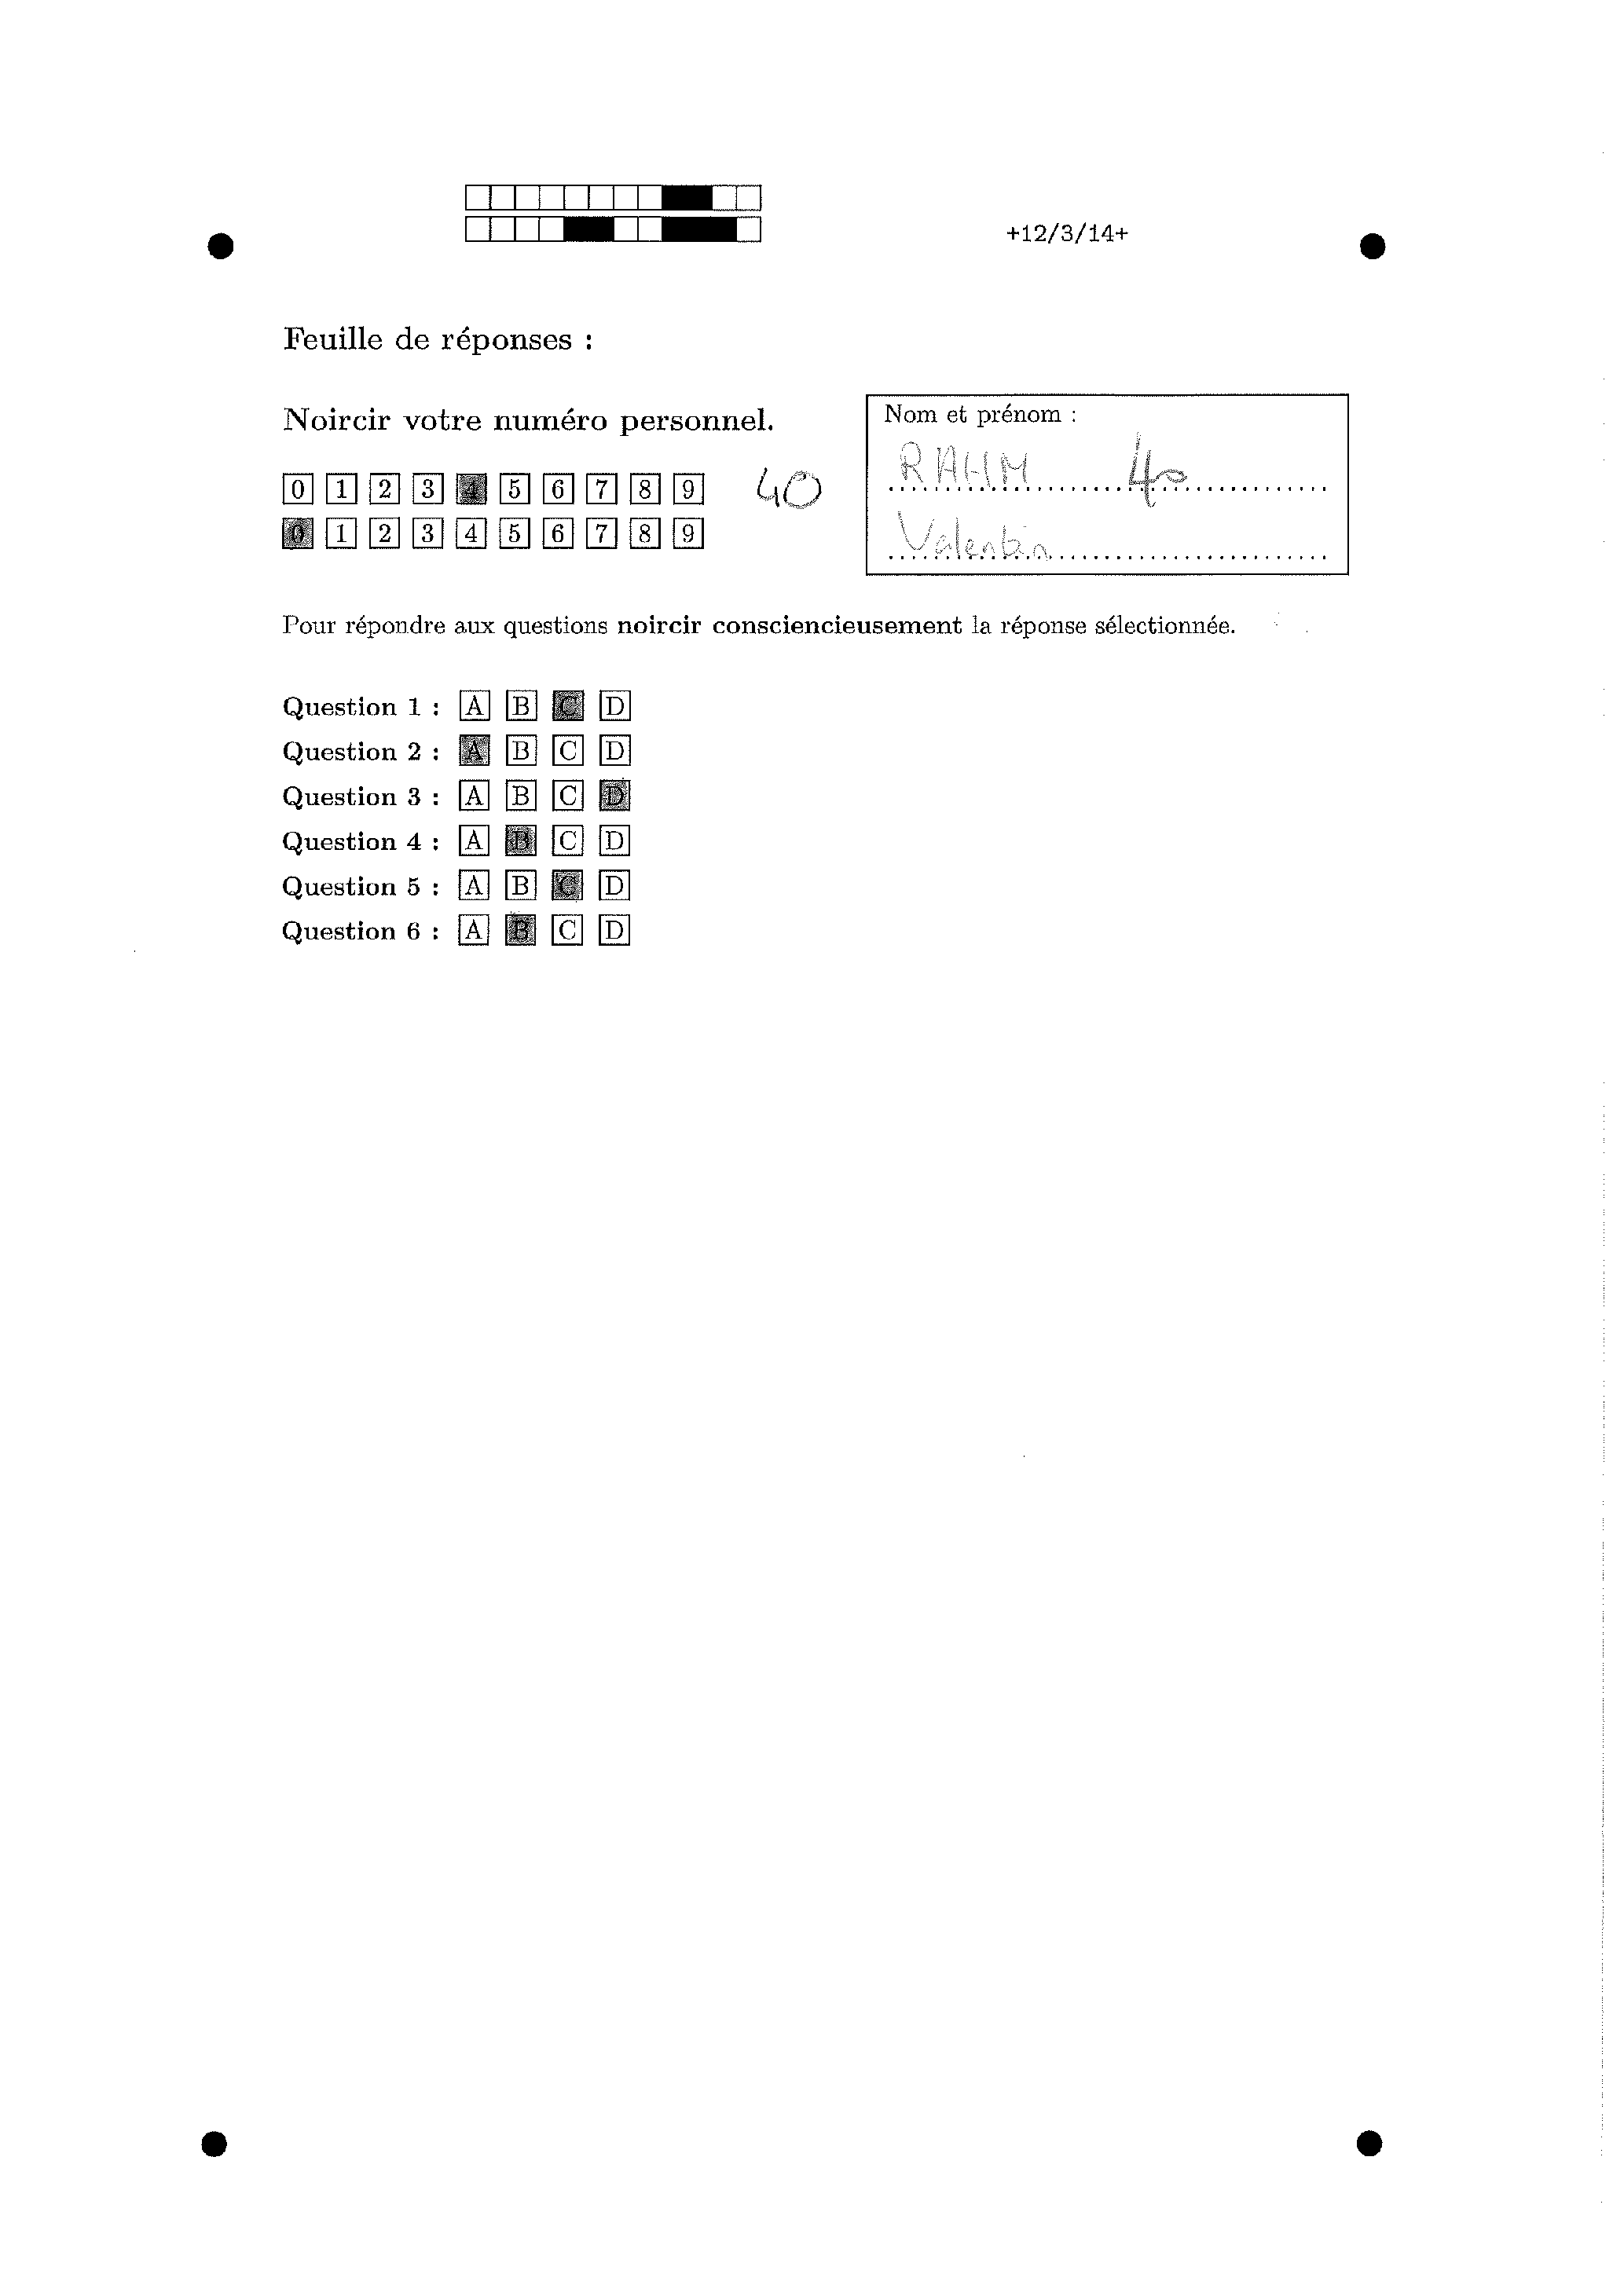 +12/3/14+
Feuille de réponses :
Noircir votre numéro personnel.
0 1 2 3 4 5 6 7 8 9 40
0 1 2 3 4 5 6 7 8 9
Nom et prénom :
RAHM 40
Valentin
Pour répondre aux questions noircir consciencieusement la réponse sélectionnée.
Question 1 : A B C D
Question 2 : A B C D
Question 3 : A B C D
Question 4 : A B C D
Question 5 : A B C D
Question 6 : A B C D